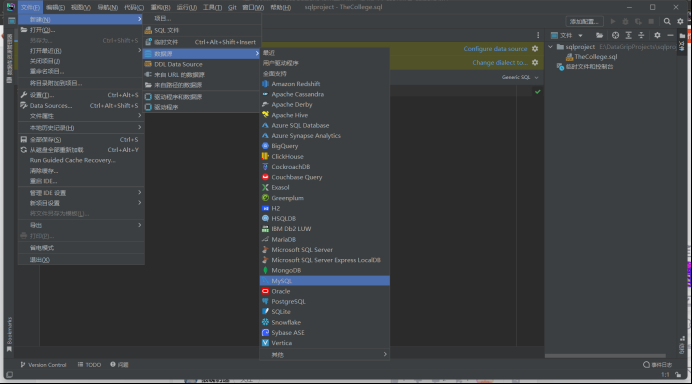 文件(F) 编辑(E) 视图(V) 导航(N) 代码(C) 重构(R) 运行(U) 工具(T) Git 窗口(W) 帮助(H) sqlproject - TheCollege.sql
新建(N)
项目...
添加配置...
打开(O)...
SQL 文件
另存为... Ctrl+Shift+S
临时文件 Ctrl+Alt+Shift+Insert
文件
打开最近(R)
数据源
最近
Configure data source
sqlproject E:\DataGripProjects\sqlpro
关闭项目(J)
DDL Data Source
用户驱动程序
Change dialect to...
TheCollege.sql
重命名项目...
来自 URL 的数据源
全面支持
临时文件和控制台
将目录附加到项目...
来自路径的数据源
Amazon Redshift
Generic SQL
设置(T)... Ctrl+Alt+S
驱动程序和数据源
Apache Cassandra
Data Sources... Ctrl+Alt+Shift+S
驱动程序
Apache Derby
文件属性
Apache Hive
本地历史记录(H)
Azure SQL Database
全部保存(S) Ctrl+S
Azure Synapse Analytics
从磁盘全部重新加载 Ctrl+Alt+Y
BigQuery
Run Guided Cache Recovery...
ClickHouse
清除缓存...
CockroachDB
重启 IDE...
Couchbase Query
管理 IDE 设置
Exasol
新项目设置
Greenplum
将文件另存为模板(L)...
H2
导出
HSQLDB
打印(P)...
IBM Db2 LUW
省电模式
MariaDB
退出(X)
Microsoft SQL Server
Microsoft SQL Server Express LocalDB
MongoDB
MySQL
Oracle
PostgreSQL
SQLite
Snowflake
Sybase ASE
Vertica
其他
Bookmarks
Version Control TODO 问题
事件日志